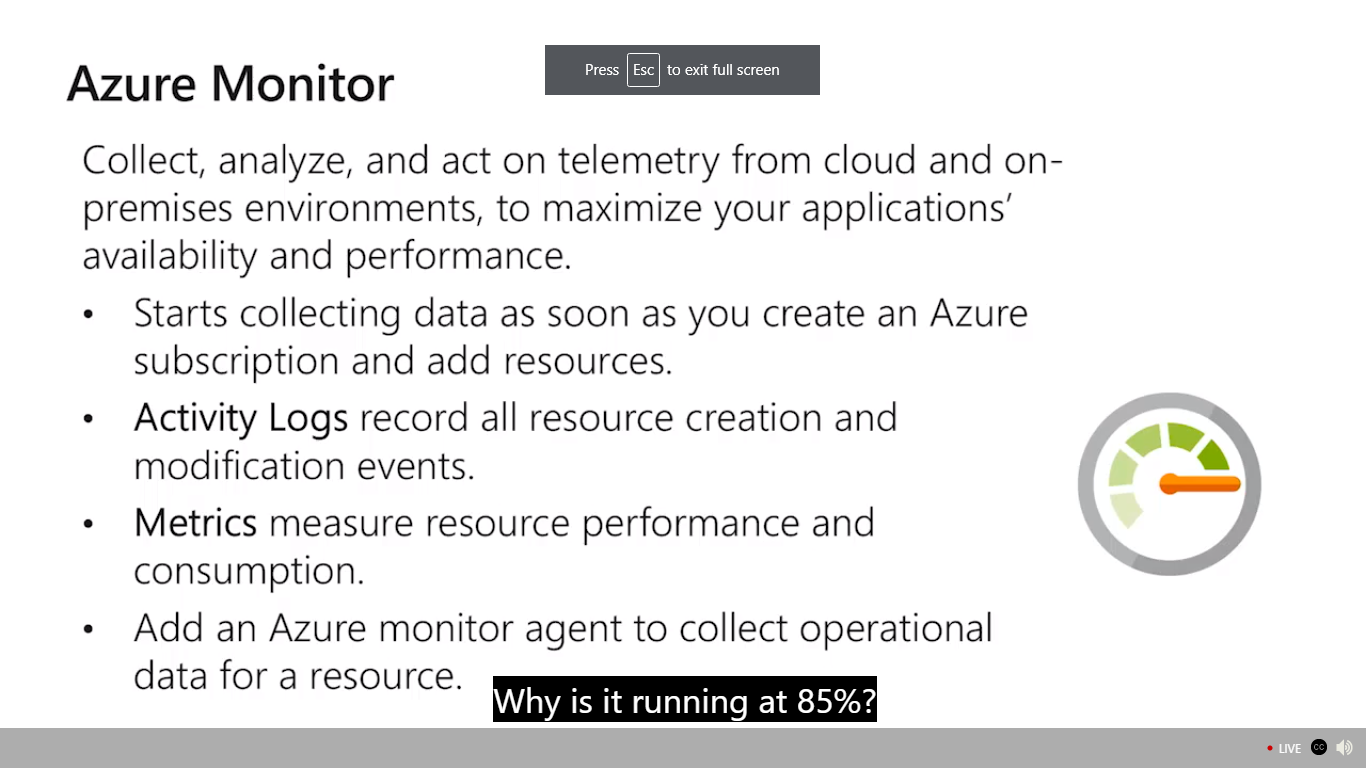 Press Esc to exit full screen
Azure Monitor
Collect, analyze, and act on telemetry from cloud and on-
premises environments, to maximize your applications’
availability and performance.
• Starts collecting data as soon as you create an Azure
subscription and add resources.
• Activity Logs record all resource creation and
modification events.
• Metrics measure resource performance and
consumption.
• Add an Azure monitor agent to collect operational
data for a resource.
Why is it running at 85%?
LIVE CC